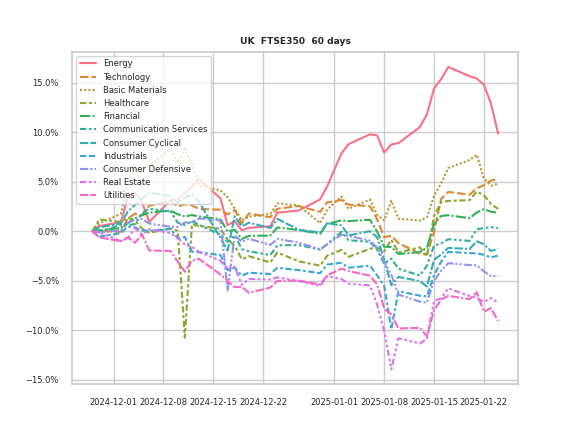 UK  FTSE350  60 days
Energy
Technology
Basic Materials
Healthcare
Financial
Communication Services
Consumer Cyclical
Industrials
Consumer Defensive
Real Estate
Utilities
15.0%
10.0%
5.0%
0.0%
−5.0%
−10.0%
−15.0%
2024-12-01 2024-12-08 2024-12-15 2024-12-22 2025-01-01 2025-01-08 2025-01-15 2025-01-22